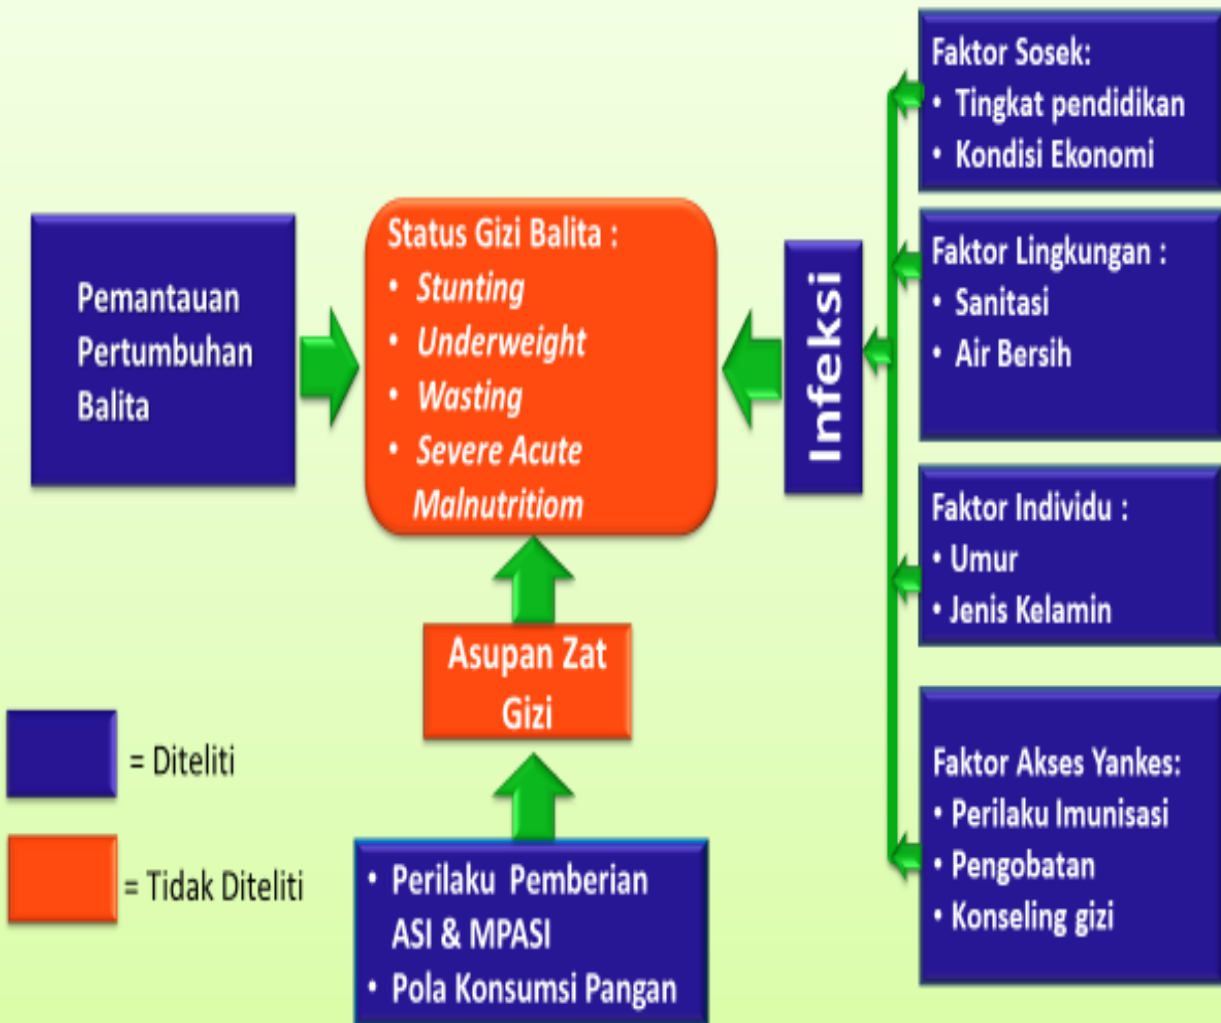 Pemantauan
Pertumbuhan
Balita
Status Gizi Balita :
• Stunting
• Underweight
• Wasting
• Severe Acute
Malnutritiom
Infeksi
Faktor Sosek:
• Tingkat pendidikan
• Kondisi Ekonomi
Faktor Lingkungan :
• Sanitasi
• Air Bersih
Faktor Individu :
• Umur
• Jenis Kelamin
Faktor Akses Yankes:
• Perilaku Imunisasi
• Pengobatan
• Konseling gizi
Asupan Zat
Gizi
• Perilaku Pemberian
ASI & MPASI
• Pola Konsumsi Pangan
= Diteliti
= Tidak Diteliti